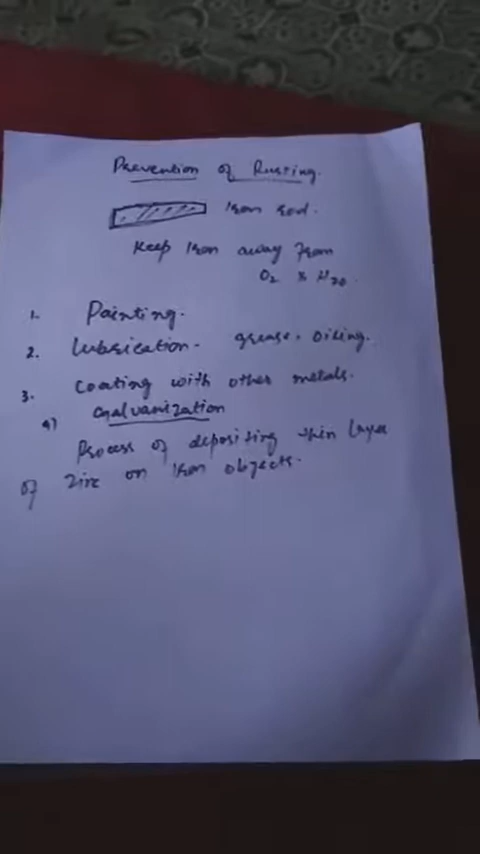 Prevention of Rusting.
Iron rod.
Keep Iron away from
O2 & H2O.
1. Painting.
2. Lubrication - grease. oiling.
3. Coating with other metals.
a) Galvanization
Process of depositing thin layer
of Zinc on Iron objects.